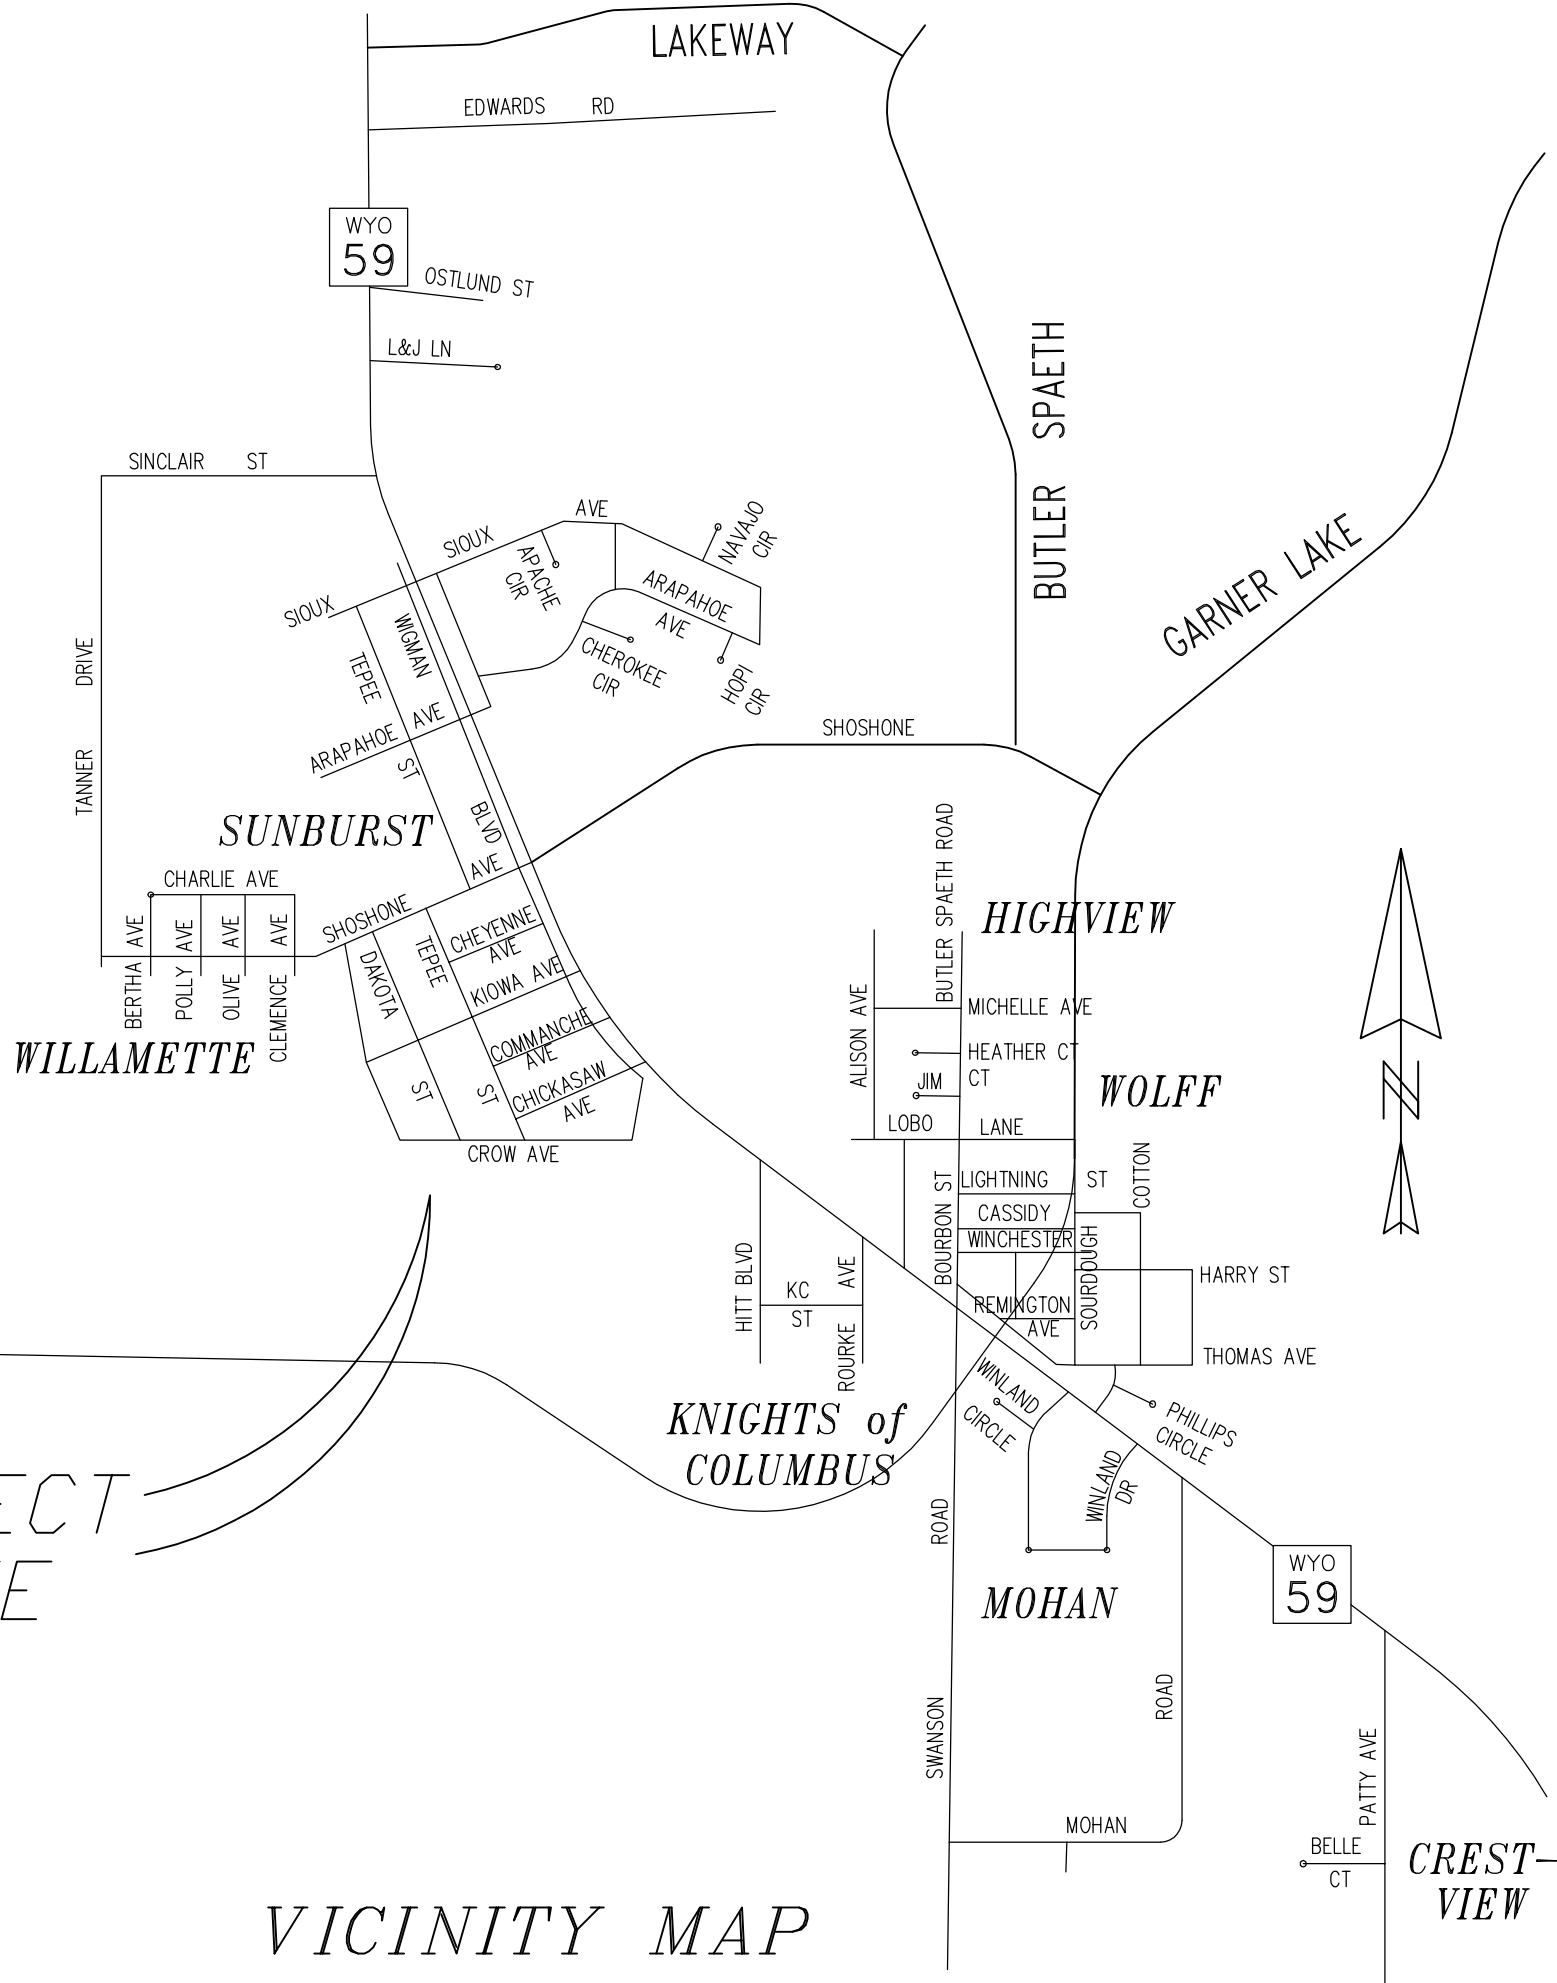 LAKEWAY
EDWARDS RD
WYO
59
OSTLUND ST
L&J LN
BUTLER SPAETH
SINCLAIR ST
SIOUX AVE
NAVAJO
CIR
APACHE
CIR
GARNER LAKE
ARAPAHOE
AVE
SIOUX
WIGMAN
BLVD
TEPEE
ST
CHEROKEE
CIR
HOPI
CIR
TANNER DRIVE
ARAPAHOE AVE
SHOSHONE
SUNBURST
CHARLIE AVE
SHOSHONE AVE
BERTHA AVE
POLLY AVE
OLIVE AVE
CLEMENCE AVE
WILLAMETTE
CHEYENNE
AVE
DAKOTA
ST
TEPEE
ST
KIOWA AVE
COMMANCHE
AVE
CHICKASAW
AVE
CROW AVE
BUTLER SPAETH ROAD
HIGHVIEW
ALISON AVE
MICHELLE AVE
HEATHER CT
JIM CT
WOLFF
N
LOBO LANE
COTTON
BOURBON ST
LIGHTNING ST
CASSIDY
WINCHESTER
SOURDOUGH
HARRY ST
REMINGTON
AVE
THOMAS AVE
HITT BLVD
KC
ST
ROURKE AVE
WINLAND
CIRCLE
PHILLIPS
CIRCLE
KNIGHTS of
COLUMBUS
WINLAND
DR
ECT
E
SWANSON ROAD
MOHAN
WYO
59
MOHAN ROAD
PATTY AVE
BELLE
CT
CREST-
VIEW
VICINITY MAP